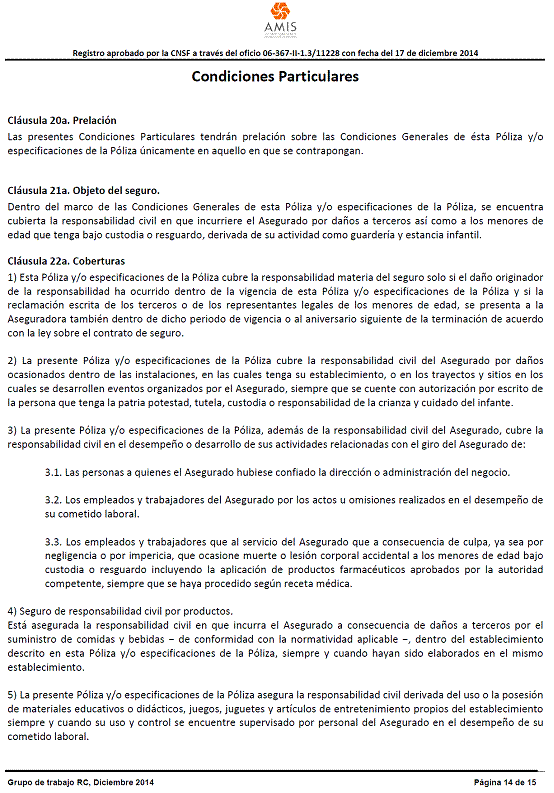 AMIS
Registro aprobado por la CNSF a través del oficio 06-367-II-1.3/11228 con fecha del 17 de diciembre 2014
Condiciones Particulares
Cláusula 20a. Prelación
Las presentes Condiciones Particulares tendrán prelación sobre las Condiciones Generales de ésta Póliza y/o
especificaciones de la Póliza únicamente en aquello en que se contrapongan.
Cláusula 21a. Objeto del seguro.
Dentro del marco de las Condiciones Generales de esta Póliza y/o especificaciones de la Póliza, se encuentra
cubierta la responsabilidad civil en que incurriere el Asegurado por daños a terceros así como a los menores de
edad que tenga bajo custodia o resguardo, derivada de su actividad como guardería y estancia infantil.
Cláusula 22a. Coberturas
1) Esta Póliza y/o especificaciones de la Póliza cubre la responsabilidad materia del seguro solo si el daño originador
de la responsabilidad ha ocurrido dentro de la vigencia de esta Póliza y/o especificaciones de la Póliza y si la
reclamación escrita de los terceros o de los representantes legales de los menores de edad, se presenta a la
Aseguradora también dentro de dicho periodo de vigencia o al aniversario siguiente de la terminación de acuerdo
con la ley sobre el contrato de seguro.
2) La presente Póliza y/o especificaciones de la Póliza cubre la responsabilidad civil del Asegurado por daños
ocasionados dentro de las instalaciones, en las cuales tenga su establecimiento, o en los trayectos y sitios en los
cuales se desarrollen eventos organizados por el Asegurado, siempre que se cuente con autorización por escrito de
la persona que tenga la patria potestad, tutela, custodia o responsabilidad de la crianza y cuidado del infante.
3) La presente Póliza y/o especificaciones de la Póliza, además de la responsabilidad civil del Asegurado, cubre la
responsabilidad civil en el desempeño o desarrollo de sus actividades relacionadas con el giro del Asegurado de:
3.1. Las personas a quienes el Asegurado hubiese confiado la dirección o administración del negocio.
3.2. Los empleados y trabajadores del Asegurado por los actos u omisiones realizados en el desempeño de
su cometido laboral.
3.3. Los empleados y trabajadores que al servicio del Asegurado que a consecuencia de culpa, ya sea por
negligencia o por impericia, que ocasione muerte o lesión corporal accidental a los menores de edad bajo
custodia o resguardo incluyendo la aplicación de productos farmacéuticos aprobados por la autoridad
competente, siempre que se haya procedido según receta médica.
4) Seguro de responsabilidad civil por productos.
Está asegurada la responsabilidad civil en que incurra el Asegurado a consecuencia de daños a terceros por el
suministro de comidas y bebidas – de conformidad con la normatividad aplicable –, dentro del establecimiento
descrito en esta Póliza y/o especificaciones de la Póliza, siempre y cuando hayan sido elaborados en el mismo
establecimiento.
5) La presente Póliza y/o especificaciones de la Póliza asegura la responsabilidad civil derivada del uso o la posesión
de materiales educativos o didácticos, juegos, juguetes y artículos de entretenimiento propios del establecimiento
siempre y cuando su uso y control se encuentre supervisado por personal del Asegurado en el desempeño de su
cometido laboral.
Grupo de trabajo RC, Diciembre 2014 Página 14 de 15